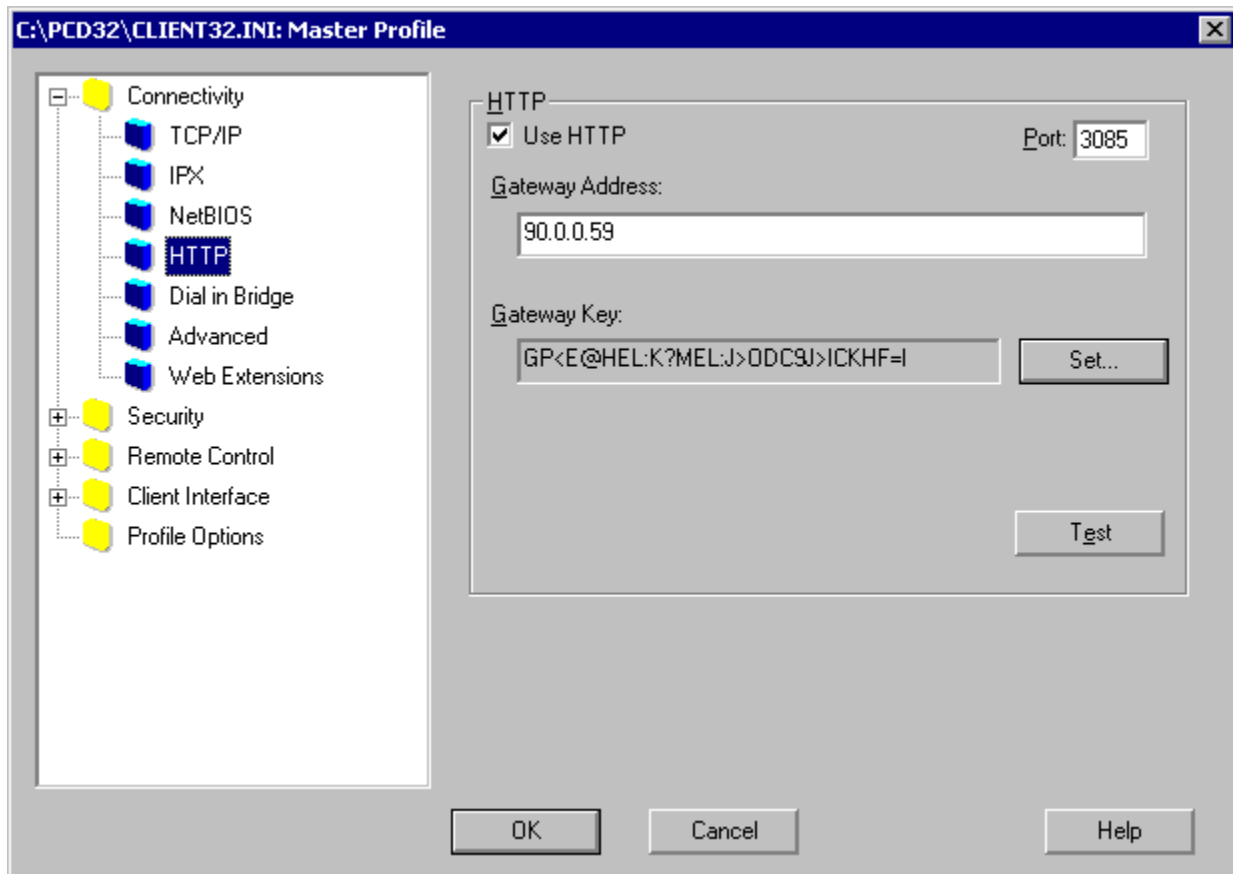 C:\PCD32\CLIENT32.INI: Master Profile
Connectivity
TCP/IP
IPX
NetBIOS
HTTP
Dial in Bridge
Advanced
Web Extensions
Security
Remote Control
Client Interface
Profile Options
HTTP
Use HTTP
Port: 3085
Gateway Address:
90.0.0.59
Gateway Key:
GP<E@HEL:K?MEL:J>ODC9J>ICKHF=I
Set...
Test
OK Cancel Help